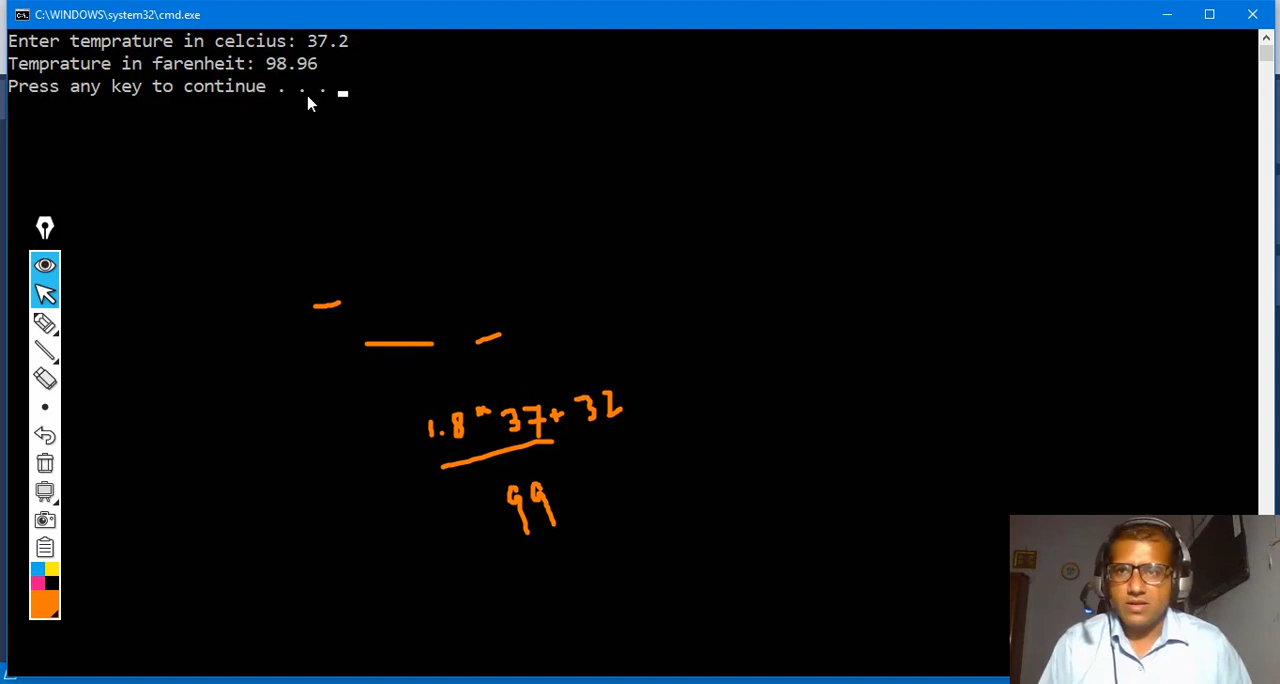 C:\WINDOWS\system32\cmd.exe
Enter temprature in celcius: 37.2
Temprature in farenheit: 98.96
Press any key to continue . . .
1.8 * 37 + 32
99